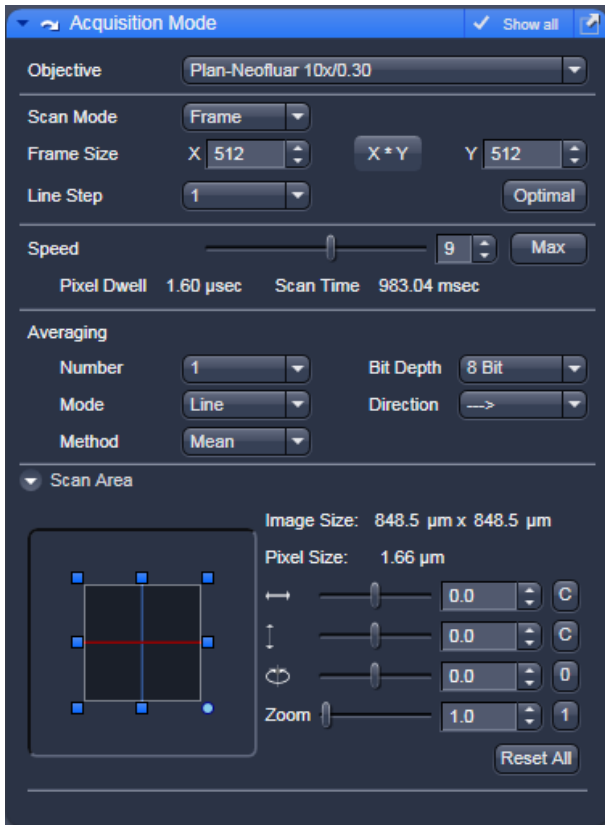 Acquisition Mode Show all
Objective Plan-Neofluar 10x/0.30
Scan Mode Frame
Frame Size X 512 X * Y Y 512
Line Step 1 Optimal
Speed 9 Max
Pixel Dwell 1.60 µsec Scan Time 983.04 msec
Averaging
Number 1 Bit Depth 8 Bit
Mode Line Direction --->
Method Mean
Scan Area
Image Size: 848.5 µm x 848.5 µm
Pixel Size: 1.66 µm
0.0 C
0.0 C
0.0 0
Zoom 1.0 1
Reset All